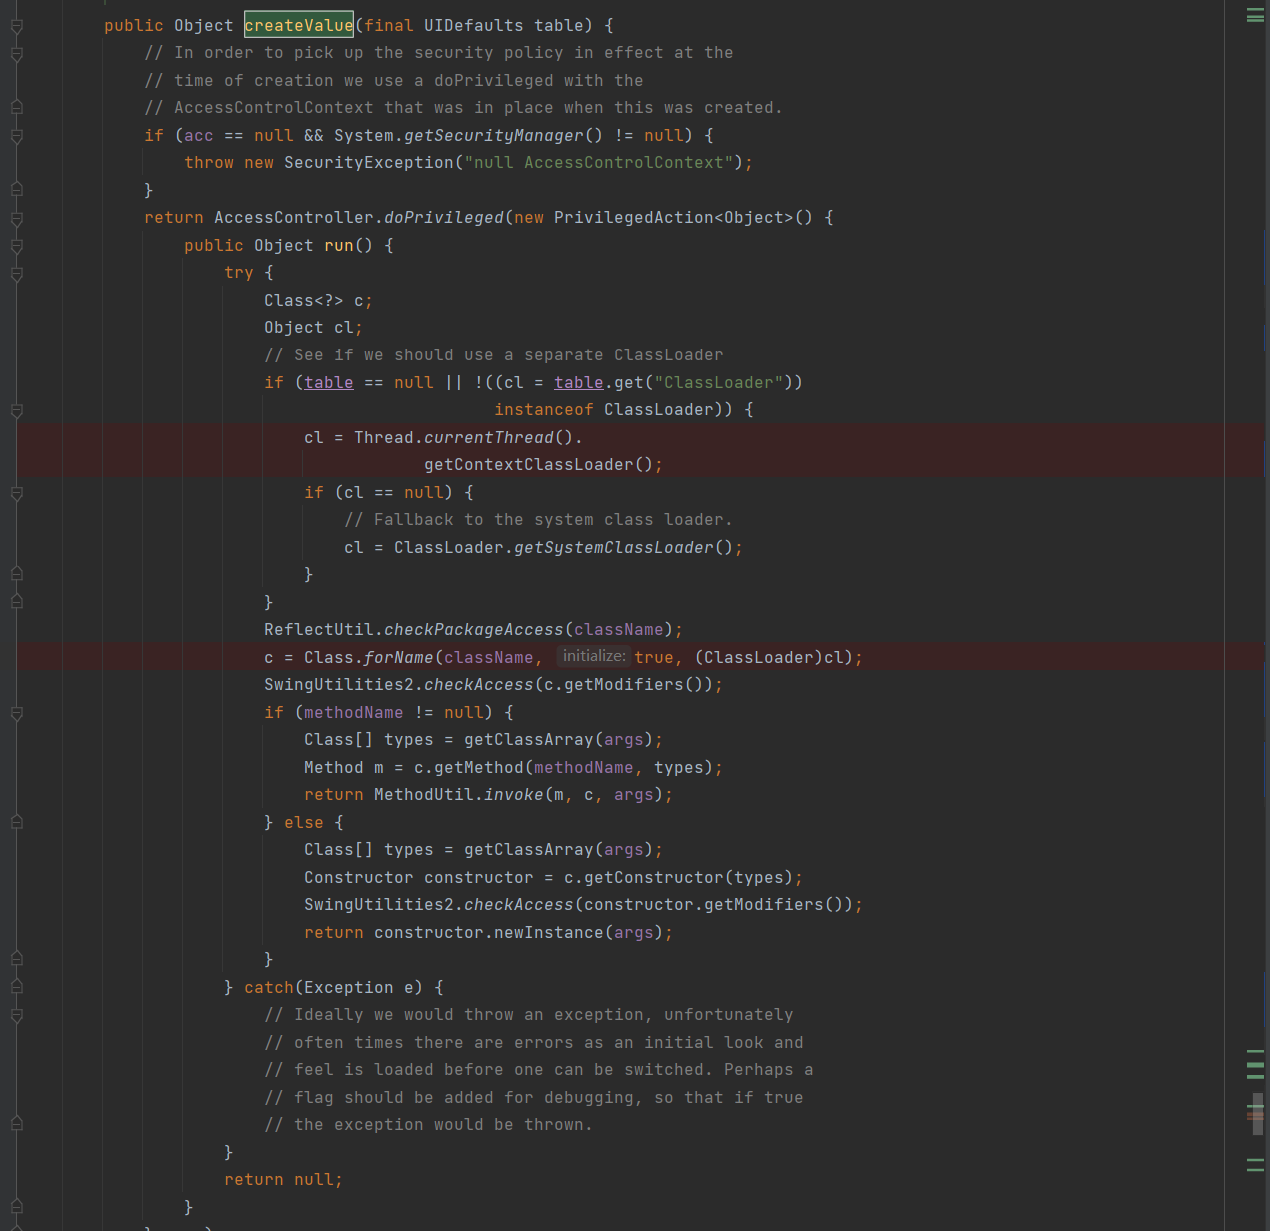 public Object createValue(final UIDefaults table) {
// In order to pick up the security policy in effect at the
// time of creation we use a doPrivileged with the
// AccessControlContext that was in place when this was created.
if (acc == null && System.getSecurityManager() != null) {
throw new SecurityException("null AccessControlContext");
}
return AccessController.doPrivileged(new PrivilegedAction<Object>() {
public Object run() {
try {
Class<?> c;
Object cl;
// See if we should use a separate ClassLoader
if (table == null || !((cl = table.get("ClassLoader"))
instanceof ClassLoader)) {
cl = Thread.currentThread().
getContextClassLoader();
if (cl == null) {
// Fallback to the system class loader.
cl = ClassLoader.getSystemClassLoader();
}
}
ReflectUtil.checkPackageAccess(className);
c = Class.forName(className, initialize: true, (ClassLoader)cl);
SwingUtilities2.checkAccess(c.getModifiers());
if (methodName != null) {
Class[] types = getClassArray(args);
Method m = c.getMethod(methodName, types);
return MethodUtil.invoke(m, c, args);
} else {
Class[] types = getClassArray(args);
Constructor constructor = c.getConstructor(types);
SwingUtilities2.checkAccess(constructor.getModifiers());
return constructor.newInstance(args);
}
} catch(Exception e) {
// Ideally we would throw an exception, unfortunately
// often times there are errors as an initial look and
// feel is loaded before one can be switched. Perhaps a
// flag should be added for debugging, so that if true
// the exception would be thrown.
}
return null;
}